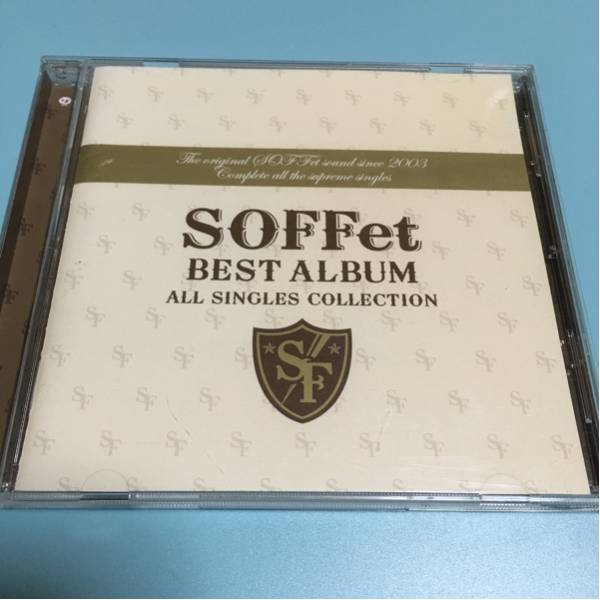 The original SOFFet sound since 2003
Complete all the supreme singles
SOFFet
BEST ALBUM
ALL SINGLES COLLECTION
SF